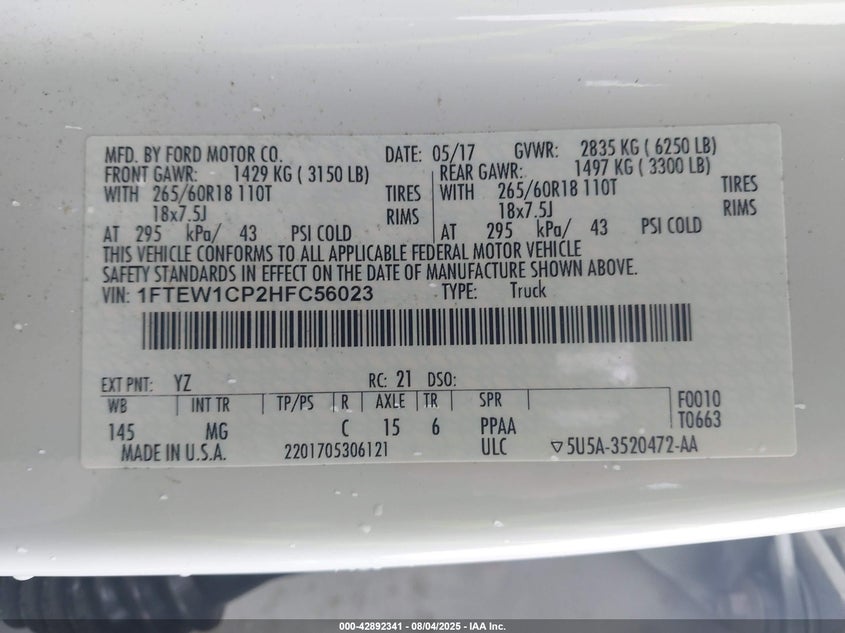 MFD. BY FORD MOTOR CO. DATE: 05/17 GVWR: 2835 KG ( 6250 LB)
FRONT GAWR: 1429 KG ( 3150 LB) REAR GAWR: 1497 KG ( 3300 LB)
WITH 265/60R18 110T TIRES WITH 265/60R18 110T TIRES
18x7.5J RIMS 18x7.5J RIMS
AT 295 kPa/ 43 PSI COLD AT 295 kPa/ 43 PSI COLD
THIS VEHICLE CONFORMS TO ALL APPLICABLE FEDERAL MOTOR VEHICLE
SAFETY STANDARDS IN EFFECT ON THE DATE OF MANUFACTURE SHOWN ABOVE.
VIN: 1FTEW1CP2HFC56023 TYPE: Truck
EXT PNT: YZ RC: 21 DSO:
WB INT TR TP/PS R AXLE TR SPR F0010
145 MG C 15 6 PPAA T0663
MADE IN U.S.A. 2201705306121 ULC ▽5U5A-3520472-AA
000-42892341 - 08/04/2025 - IAA Inc.